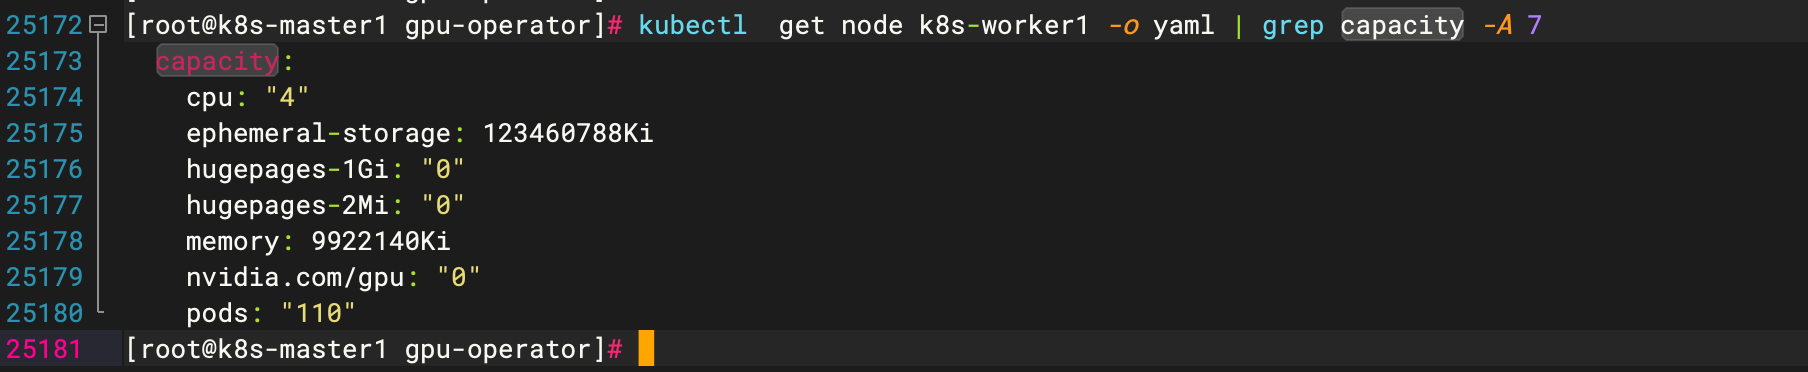 25172 [root@k8s-master1 gpu-operator]# kubectl  get node k8s-worker1 -o yaml | grep capacity -A 7
25173   capacity:
25174     cpu: "4"
25175     ephemeral-storage: 123460788Ki
25176     hugepages-1Gi: "0"
25177     hugepages-2Mi: "0"
25178     memory: 9922140Ki
25179     nvidia.com/gpu: "0"
25180     pods: "110"
25181 [root@k8s-master1 gpu-operator]#